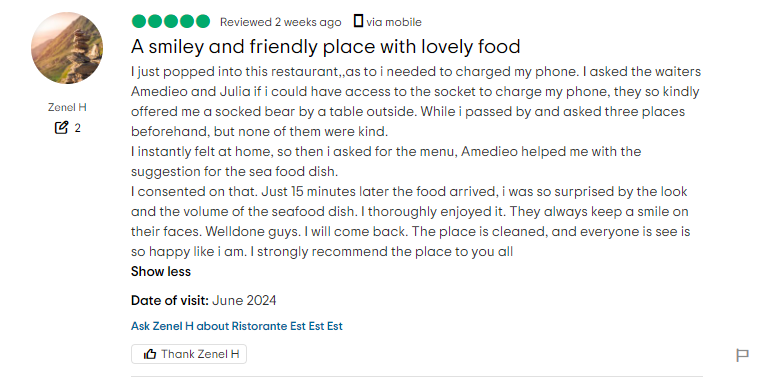 Reviewed 2 weeks ago via mobile
A smiley and friendly place with lovely food
I just popped into this restaurant,,as to i needed to charged my phone. I asked the waiters
Amedieo and Julia if i could have access to the socket to charge my phone, they so kindly
Zenel H
offered me a socked bear by a table outside. While i passed by and asked three places
2
beforehand, but none of them were kind.
I instantly felt at home, so then i asked for the menu, Amedieo helped me with the
suggestion for the sea food dish.
I consented on that. Just 15 minutes later the food arrived, i was so surprised by the look
and the volume of the seafood dish. I thoroughly enjoyed it. They always keep a smile on
their faces. Welldone guys. I will come back. The place is cleaned, and everyone is see is
so happy like i am. I strongly recommend the place to you all
Show less
Date of visit: June 2024
Ask Zenel H about Ristorante Est Est Est
Thank Zenel H